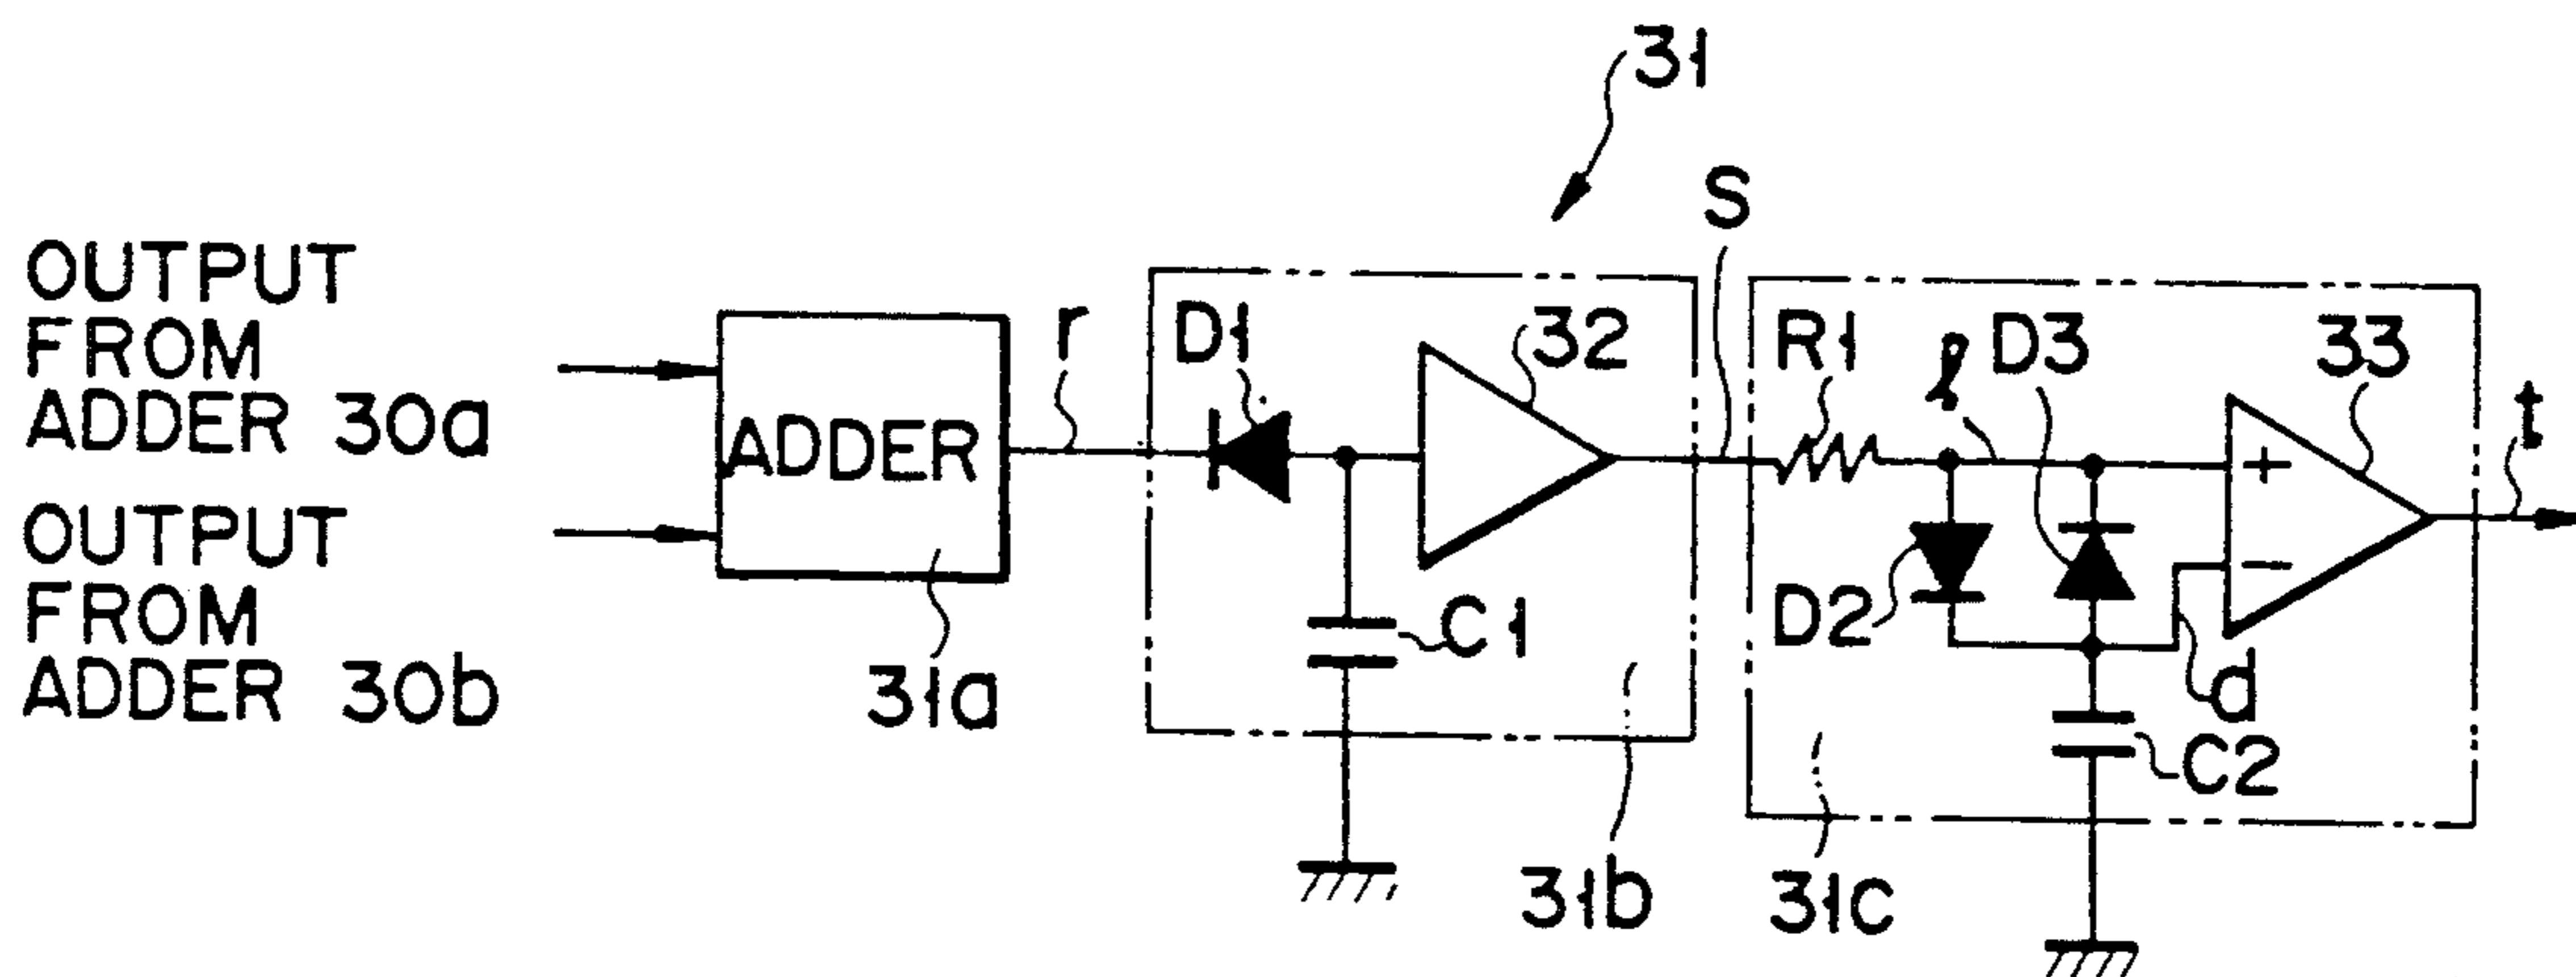 31
S
OUTPUT
FROM
ADDER 30a
OUTPUT
FROM
ADDER 30b
ADDER
31a
r
D1
32
C1
31b
R1
ℓ
D3
33
t
D2
+
−
d
C2
31c